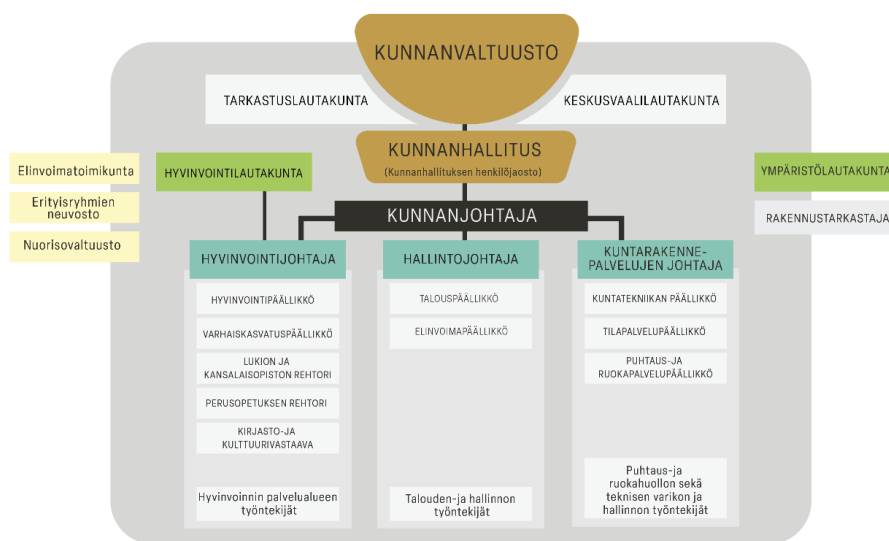 KUNNANVALTUUSTO
TARKASTUSLAUTAKUNTA
KESKUSVAALILAUTAKUNTA
KUNNANHALLITUS
(Kunnanhallituksen henkilöjaosto)
Elinvoimatoimikunta
Erityisryhmien
neuvosto
Nuorisovaltuusto
HYVINVOINTILAUTAKUNTA
YMPÄRISTÖLAUTAKUNTA
RAKENNUSTARKASTAJA
KUNNANJOHTAJA
HYVINVOINTIJOHTAJA
HYVINVOINTIPÄÄLLIKKÖ
VARHAISKASVATUSPÄÄLLIKKÖ
LUKION JA
KANSALAISOPISTON REHTORI
PERUSOPETUKSEN REHTORI
KIRJASTO-JA
KULTTUURIVASTAAVA
Hyvinvoinnin palvelualueen
työntekijät
HALLINTOJOHTAJA
TALOUSPÄÄLLIKKÖ
ELINVOIMAPÄÄLLIKKÖ
Talouden-ja hallinnon
työntekijät
KUNTARAKENNE-
PALVELUJEN JOHTAJA
KUNTATEKNIIKAN PÄÄLLIKKÖ
TILAPALVELUPÄÄLLIKKÖ
PUHTAUS-JA
RUOKAPALVELUPÄÄLLIKKÖ
Puhtaus-ja
ruokahuollon sekä
teknisen varikon ja
hallinnon työntekijät